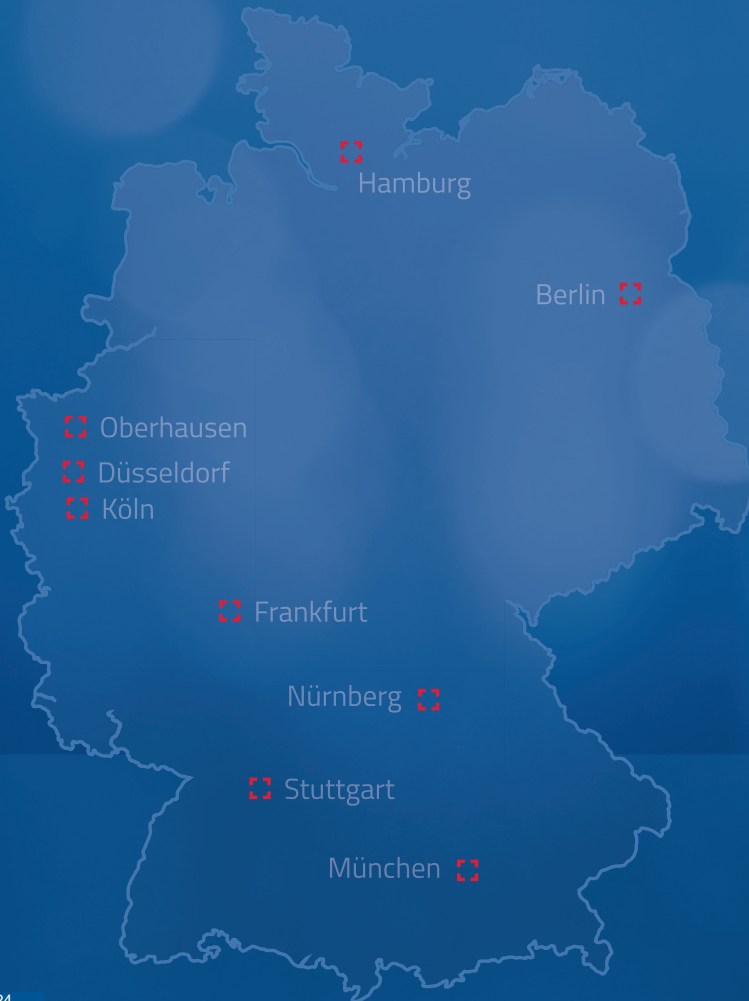 Hamburg
Berlin
Oberhausen
Düsseldorf
Köln
Frankfurt
Nürnberg
Stuttgart
München